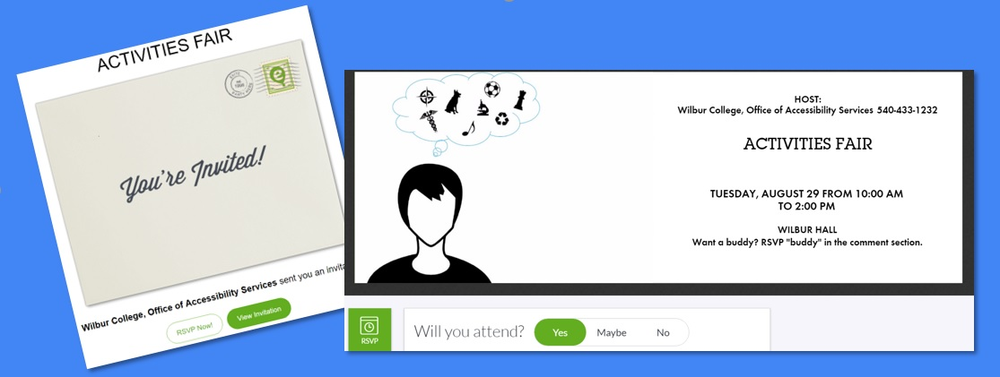 ACTIVITIES FAIR
You're Invited!
Wilbur College, Office of Accessibility Services sent you an invita
RSVP Now!
View Invitation
HOST:
Wilbur College, Office of Accessibility Services 540-433-1232
ACTIVITIES FAIR
TUESDAY, AUGUST 29 FROM 10:00 AM
TO 2:00 PM
WILBUR HALL
Want a buddy? RSVP "buddy" in the comment section.
RSVP
Will you attend?
Yes
Maybe
No